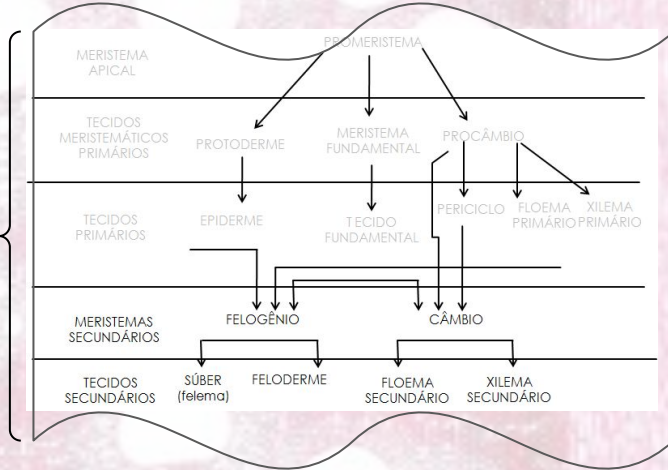 PROMERISTEMA
MERISTEMA
APICAL
TECIDOS
MERISTEMÁTICOS
PRIMÁRIOS
PROTODERME
MERISTEMA
FUNDAMENTAL
PROCÂMBIO
TECIDOS
PRIMÁRIOS
EPIDERME
TECIDO
FUNDAMENTAL
PERICICLO
FLOEMA
PRIMÁRIO
XILEMA
PRIMÁRIO
MERISTEMAS
SECUNDÁRIOS
FELOGÊNIO
CÂMBIO
TECIDOS
SECUNDÁRIOS
SÚBER
(felema)
FELODERME
FLOEMA
SECUNDÁRIO
XILEMA
SECUNDÁRIO